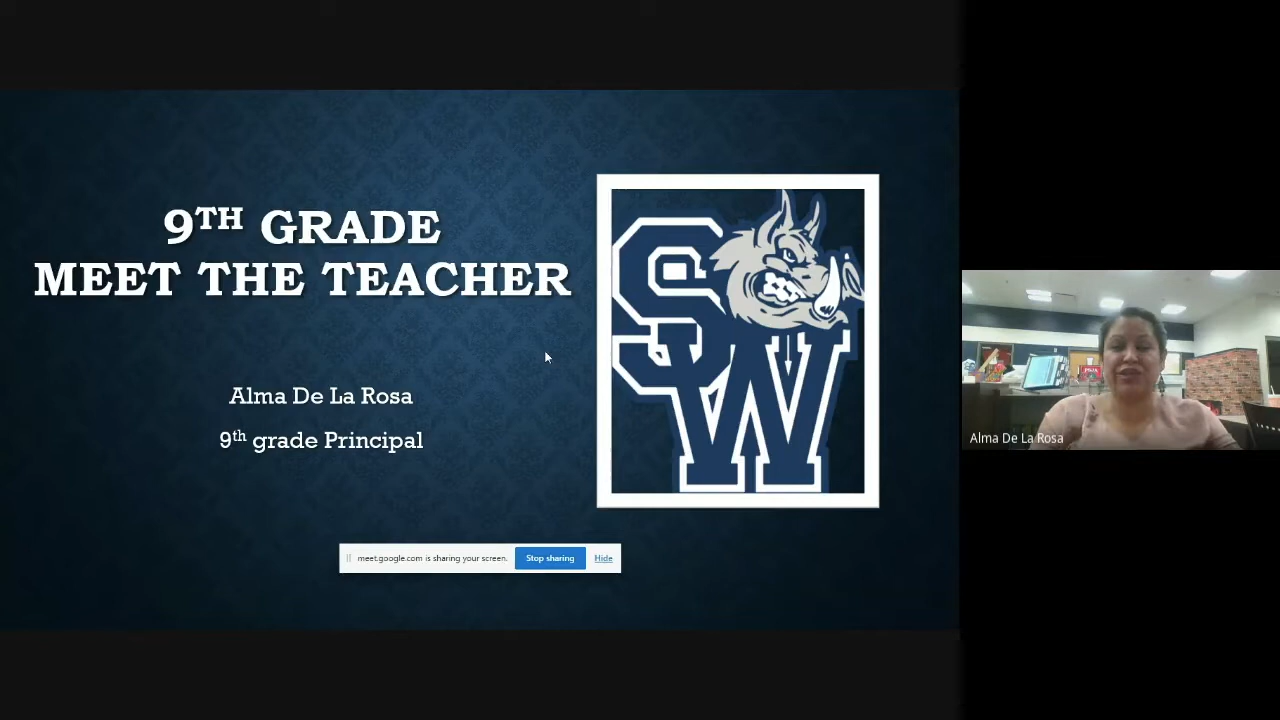 9TH GRADE
MEET THE TEACHER
Alma De La Rosa
9th grade Principal
SW
meet.google.com is sharing your screen.
Stop sharing
Hide
Alma De La Rosa